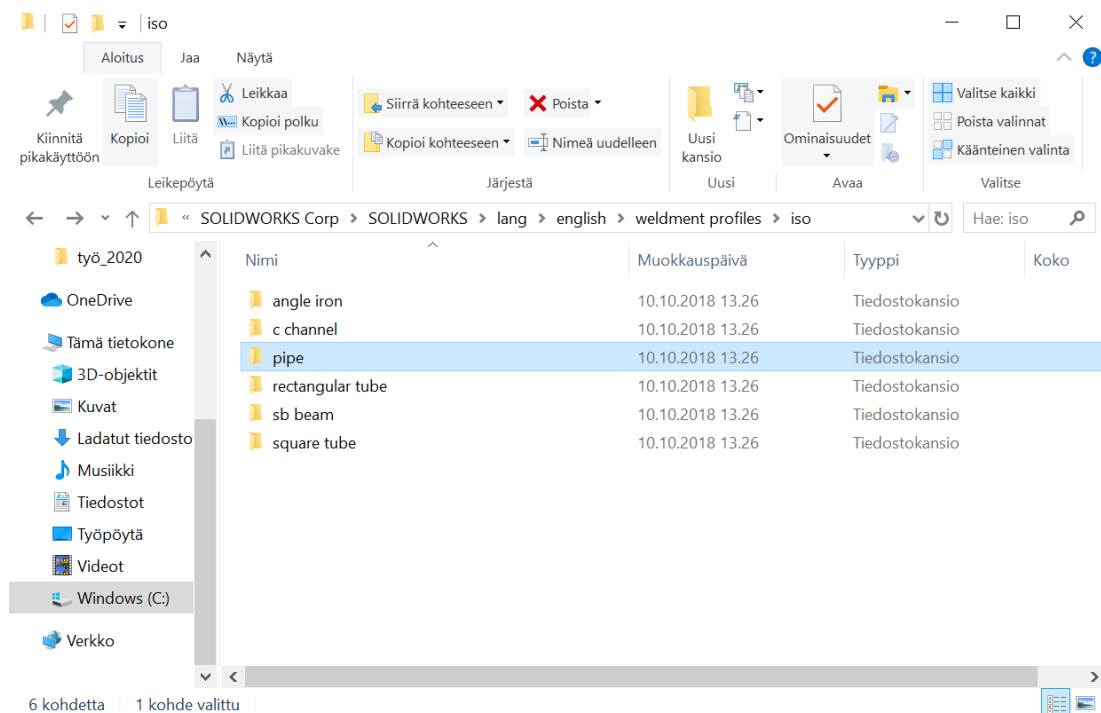 iso
Aloitus Jaa Näytä
Kiinnitä pikakäyttöön
Kopioi
Liitä
Leikkaa
Kopioi polku
Liitä pikakuvake
Siirrä kohteeseen
Kopioi kohteeseen
Poista
Nimeä uudelleen
Uusi kansio
Ominaisuudet
Valitse kaikki
Poista valinnat
Käänteinen valinta
Leikepöytä Järjestä Uusi Avaa Valitse
« SOLIDWORKS Corp > SOLIDWORKS > lang > english > weldment profiles > iso
Hae: iso
työ_2020
OneDrive
Tämä tietokone
3D-objektit
Kuvat
Ladatut tiedosto
Musiikki
Tiedostot
Työpöytä
Videot
Windows (C:)
Verkko
Nimi Muokkauspäivä Tyyppi Koko
angle iron 10.10.2018 13.26 Tiedostokansio
c channel 10.10.2018 13.26 Tiedostokansio
pipe 10.10.2018 13.26 Tiedostokansio
rectangular tube 10.10.2018 13.26 Tiedostokansio
sb beam 10.10.2018 13.26 Tiedostokansio
square tube 10.10.2018 13.26 Tiedostokansio
6 kohdetta 1 kohde valittu